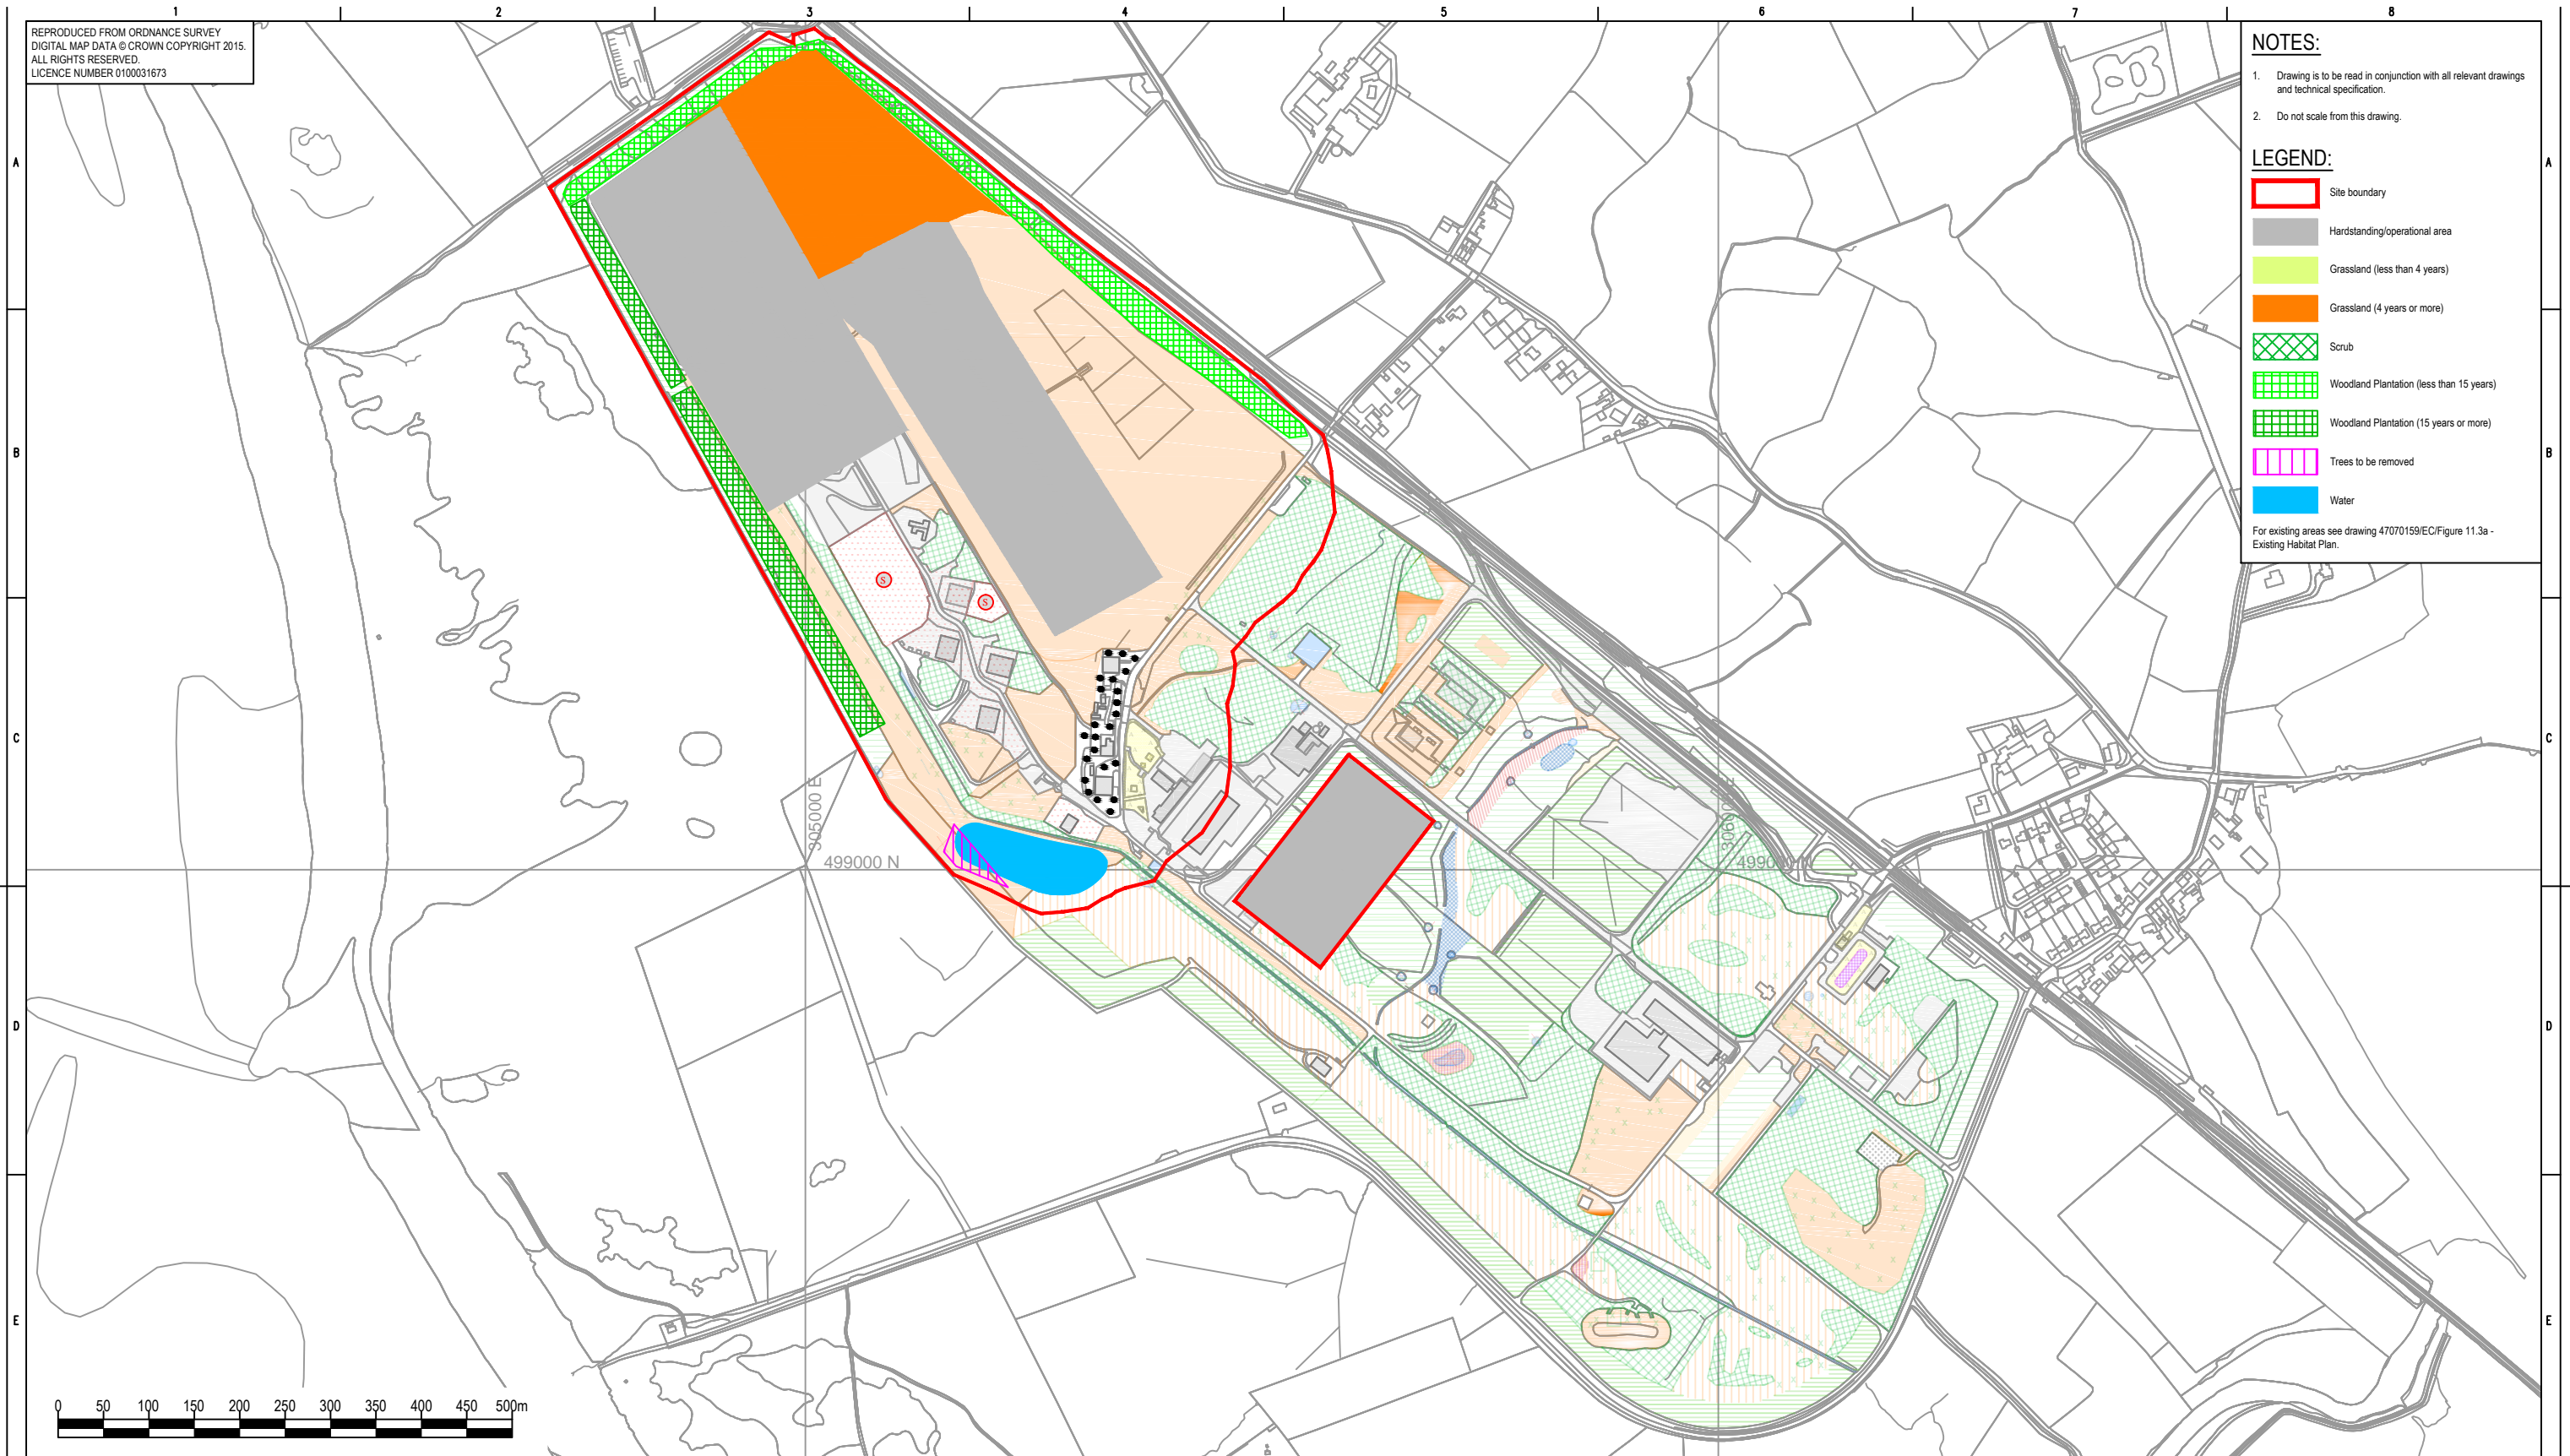 1 2 3 4 5 6 7 8
REPRODUCED FROM ORDNANCE SURVEY
DIGITAL MAP DATA © CROWN COPYRIGHT 2015.
ALL RIGHTS RESERVED.
LICENCE NUMBER 0100031673
NOTES:
1. Drawing is to be read in conjunction with all relevant drawings
and technical specification.
2. Do not scale from this drawing.
LEGEND:
Site boundary
Hardstanding/operational area
Grassland (less than 4 years)
Grassland (4 years or more)
Scrub
Woodland Plantation (less than 15 years)
Woodland Plantation (15 years or more)
Trees to be removed
Water
For existing areas see drawing 47070159/EC/Figure 11.3a -
Existing Habitat Plan.
A A
B B
S
S
C C
305000 E
499000 N
306000 E
499000 N
D D
E E
0 50 100 150 200 250 300 350 400 450 500m